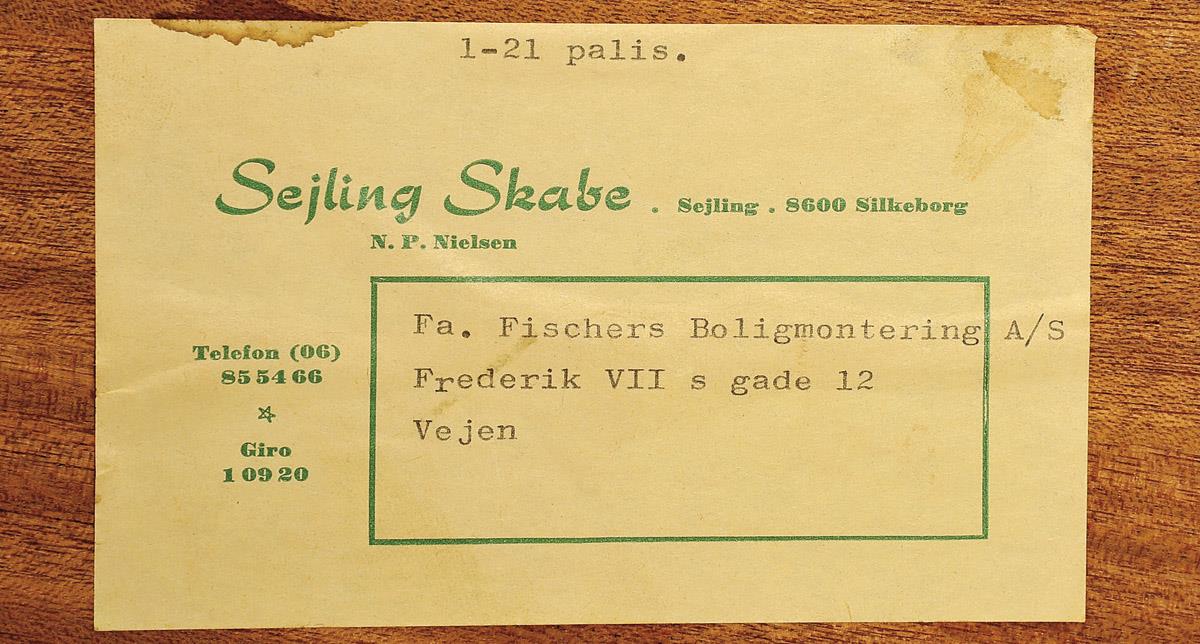 1-21 palis.
Sejling Skabe . Sejling . 8600 Silkeborg
N. P. Nielsen
Fa. Fischers Boligmontering A/S
Frederik VII s gade 12
Vejen
Telefon (06)
85 54 66
Giro
1 09 20